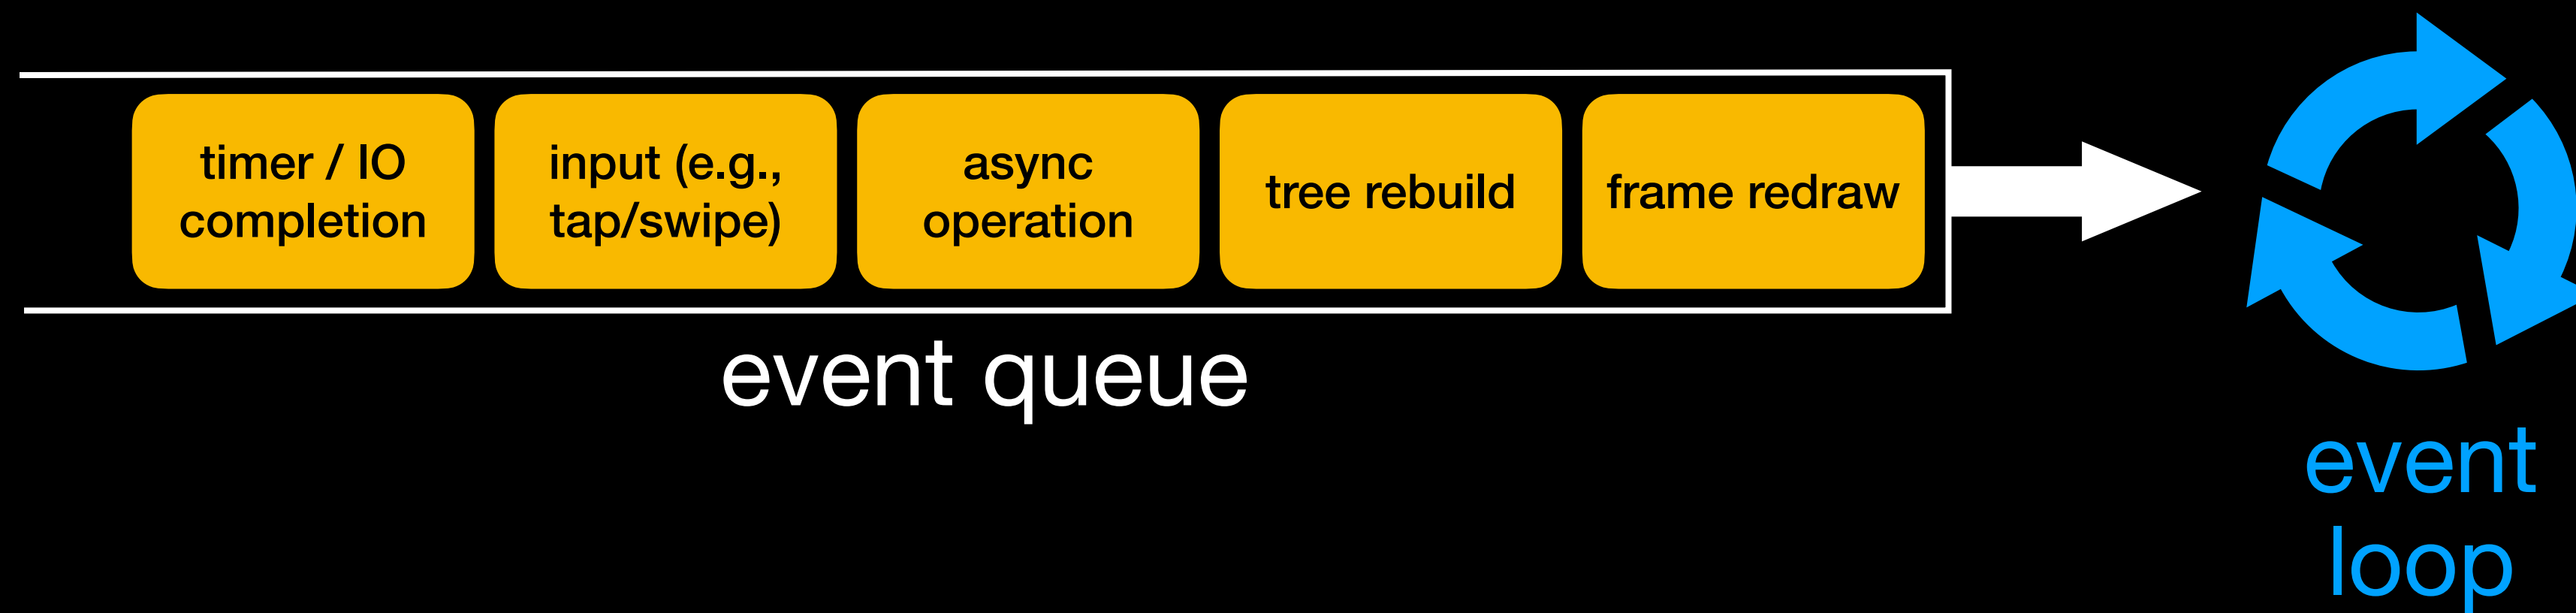 timer / IO
completion
input (e.g.,
tap/swipe)
async
operation
tree rebuild
frame redraw
event queue
event
loop